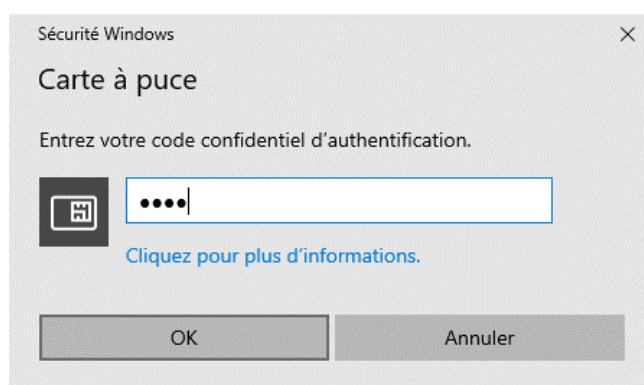 Sécurité Windows
Carte à puce
Entrez votre code confidentiel d’authentification.
••••
Cliquez pour plus d’informations.
OK
Annuler